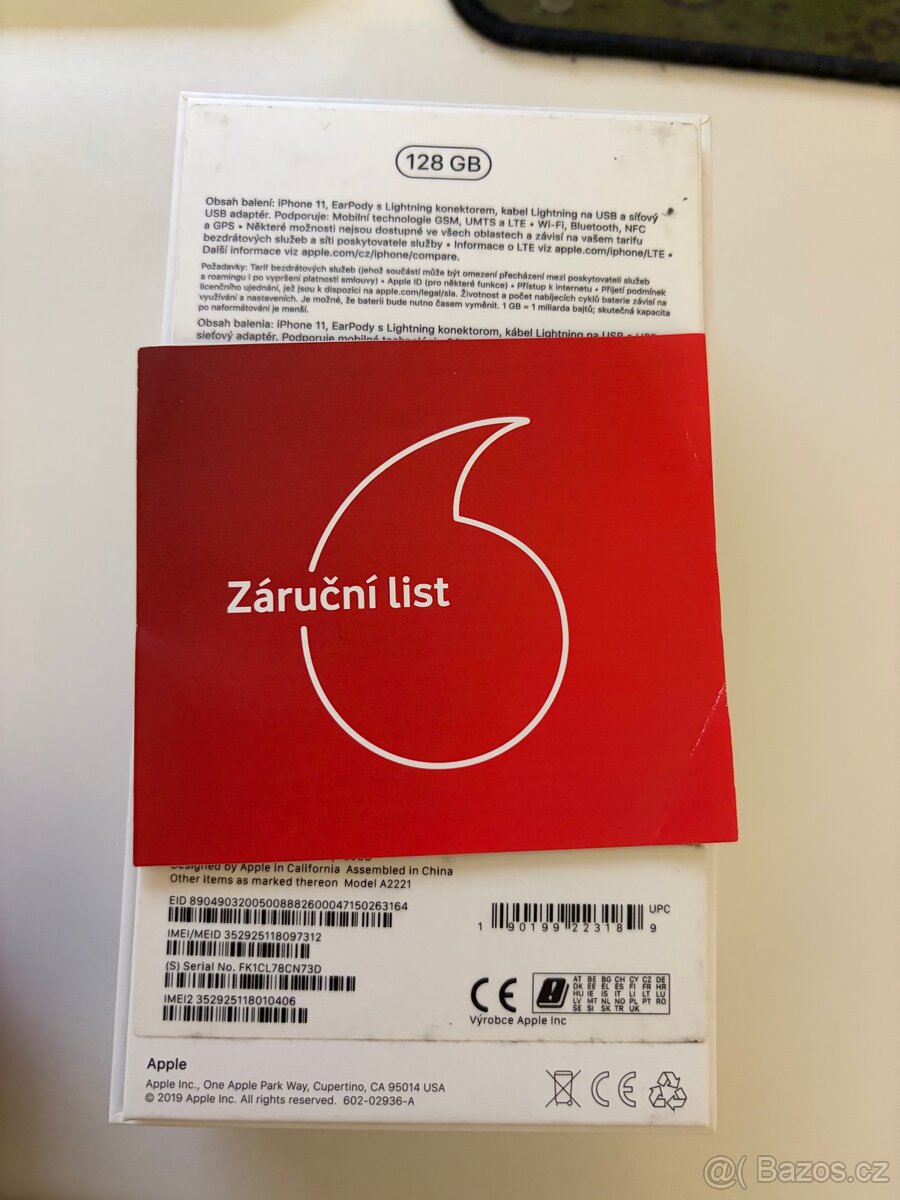 128 GB
Obsah balení: iPhone 11, EarPody s Lightning konektorem, kabel Lightning na USB a síťový
USB adaptér. Podporuje: Mobilní technologie GSM, UMTS a LTE • Wi-Fi, Bluetooth, NFC
a GPS • Některé možnosti nejsou dostupné ve všech oblastech a závisí na vašem tarifu
bezdrátových služeb a síti poskytovatele služby • Informace o LTE viz apple.com/iphone/LTE •
Další informace viz apple.com/cz/iphone/compare.
Požadavky: Tarif bezdrátových služeb (jehož součástí může být omezení přecházení mezi poskytovateli služeb
a roamingu i po vypršení platnosti smlouvy) • Apple ID (pro některé funkce) • Přístup k internetu • Přijetí podmínek
licenčního ujednání, jež jsou k dispozici na apple.com/legal/sla. Životnost a počet nabíjecích cyklů baterie závisí na
využívání a nastaveních. Je možné, že baterii bude nutno časem vyměnit. 1 GB = 1 miliarda bajtů; skutečná kapacita
po naformátování je menší.
Obsah balenia: iPhone 11, EarPody s Lightning konektorom, kábel Lightning na USB a USB
sieťový adaptér. Podporuje mobilné
Záruční list
Designed by Apple in California Assembled in China
Other items as marked thereon Model A2221
EID 89049032005008882600047150263164
IMEI/MEID 352925118097312
(S) Serial No. FK1CL78CN73D
IMEI2 352925118010406
UPC
1 90199 22318 9
CE
AT BE BG CH CY CZ DE
DK EE EL ES FI FR HR
HU IE IS IT LI LT LU
LV MT NL NO PL PT RO
SE SI SK TR UK
Výrobce Apple Inc
Apple
Apple Inc., One Apple Park Way, Cupertino, CA 95014 USA
© 2019 Apple Inc. All rights reserved. 602-02936-A
CE
@( Bazos.cz